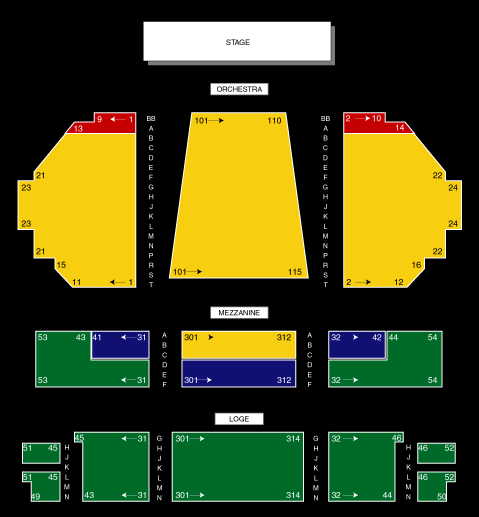 STAGE
ORCHESTRA
9 1 BB 101 110 BB 2 10
13 A A 14
B B
C C
D D
21 E E 22
F F
23 G G 24
H H
J J
K K
23 L L 24
M M
21 N N 22
P P
15 R R 16
S 101 115 S
11 1 T T 2 12
MEZZANINE
53 43 41 31 A 301 312 A 32 42 44 54
B B
C C
D D
53 31 E 301 312 E 32 54
F F
LOGE
45 31 G 301 314 G 32 46
51 45 H H H H 46 52
J J J J
K K K K
51 45 L L L L 46 52
M M M M
49 N 43 31 N 301 314 N 32 44 N 50